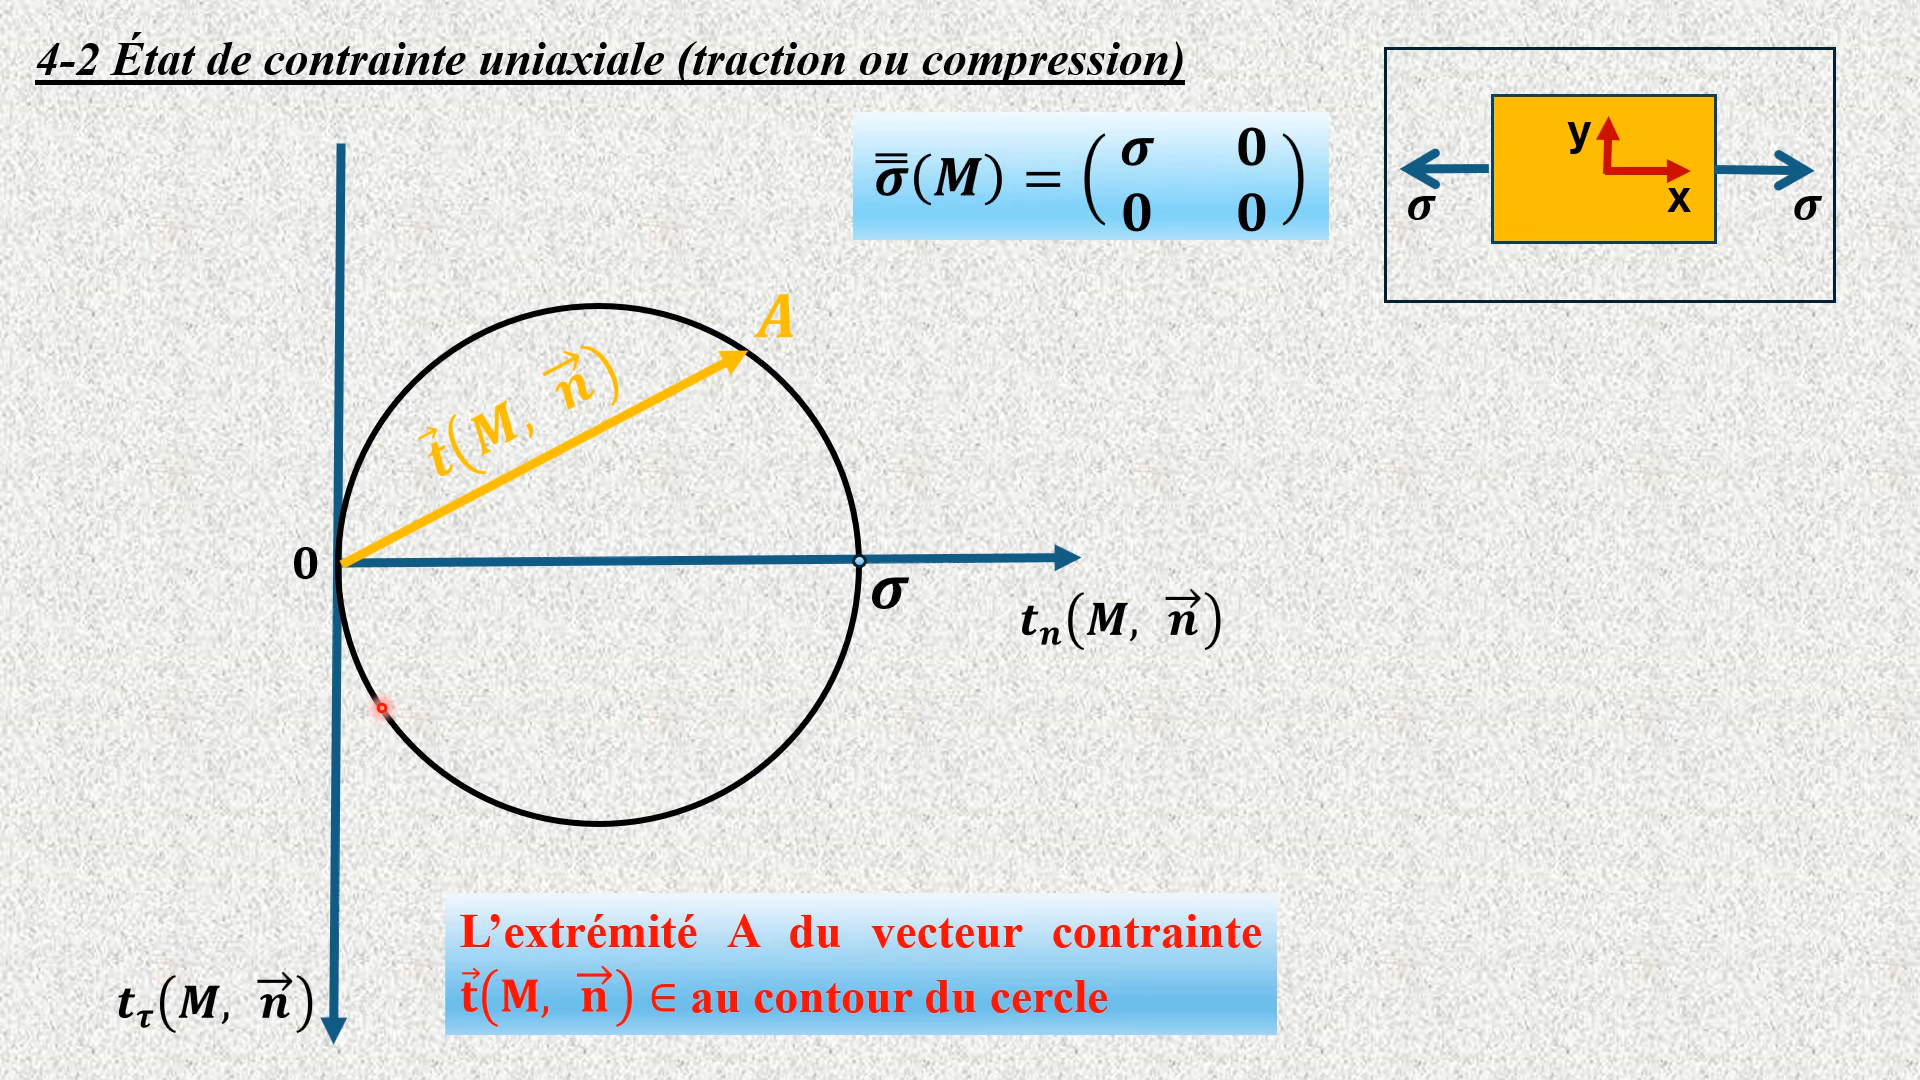 4-2 État de contrainte uniaxiale (traction ou compression)
σ̿(M) = (σ 0
0 0)
y
x
σ σ
A
t⃗(M, n⃗)
0
σ
tₙ(M, n⃗)
L’extrémité A du vecteur contrainte
t⃗(M, n⃗) ∈ au contour du cercle
t_τ(M, n⃗)